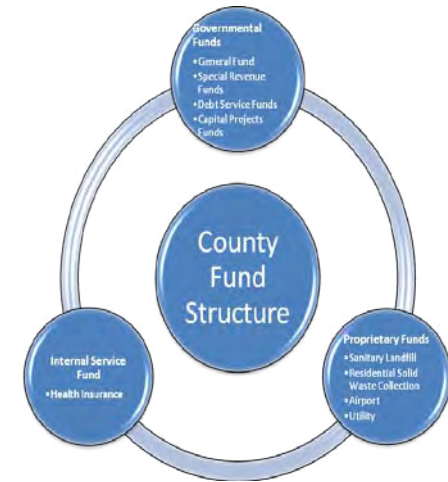 Governmental
Funds
•General Fund
•Special Revenue
Funds
•Debt Service Funds
•Capital Projects
Funds
County
Fund
Structure
Internal Service
Fund
•Health Insurance
Proprietary Funds
•Sanitary Landfill
•Residential Solid
Waste Collection
•Airport
•Utility